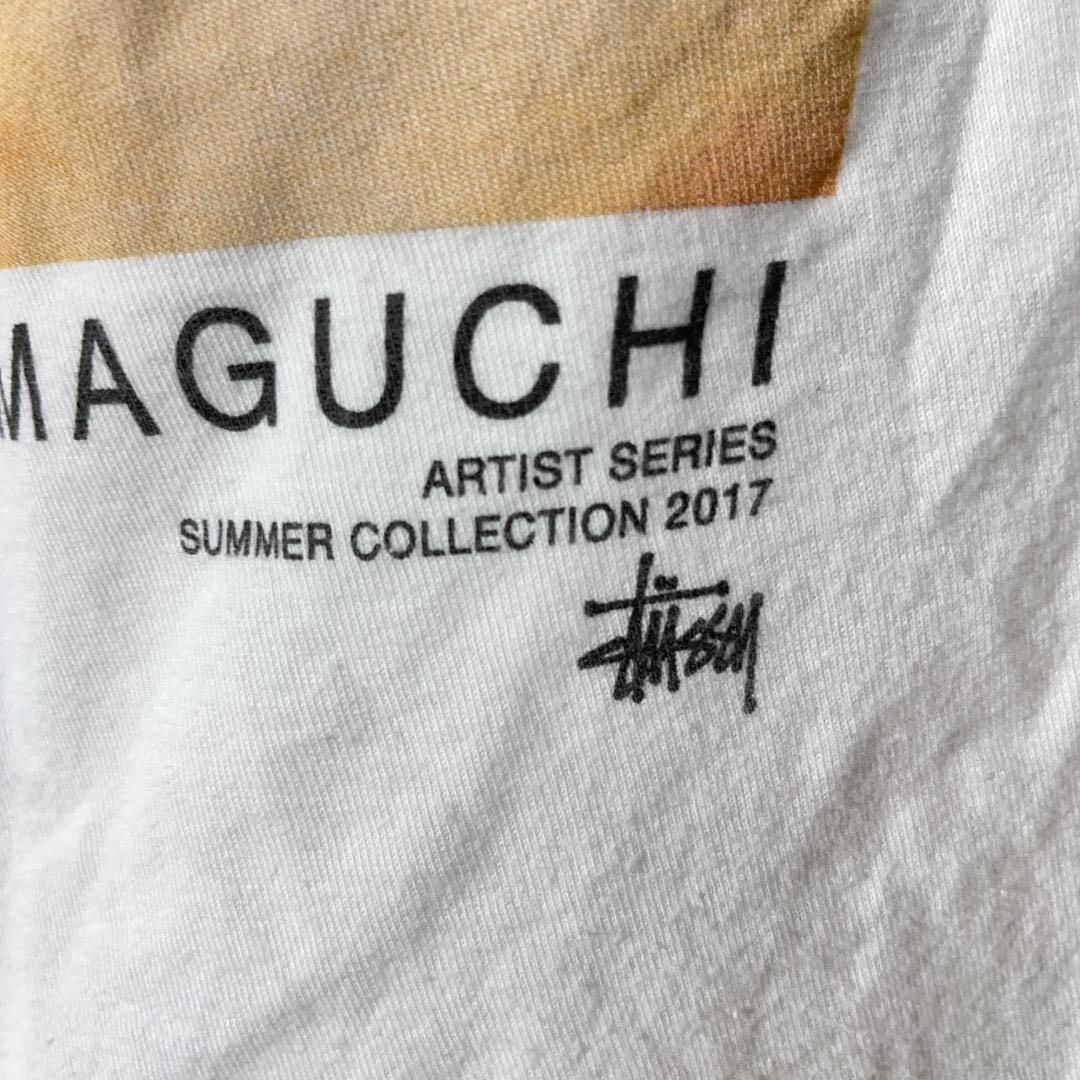 MAGUCHI
ARTIST SERIES
SUMMER COLLECTION 2017
Stüssy